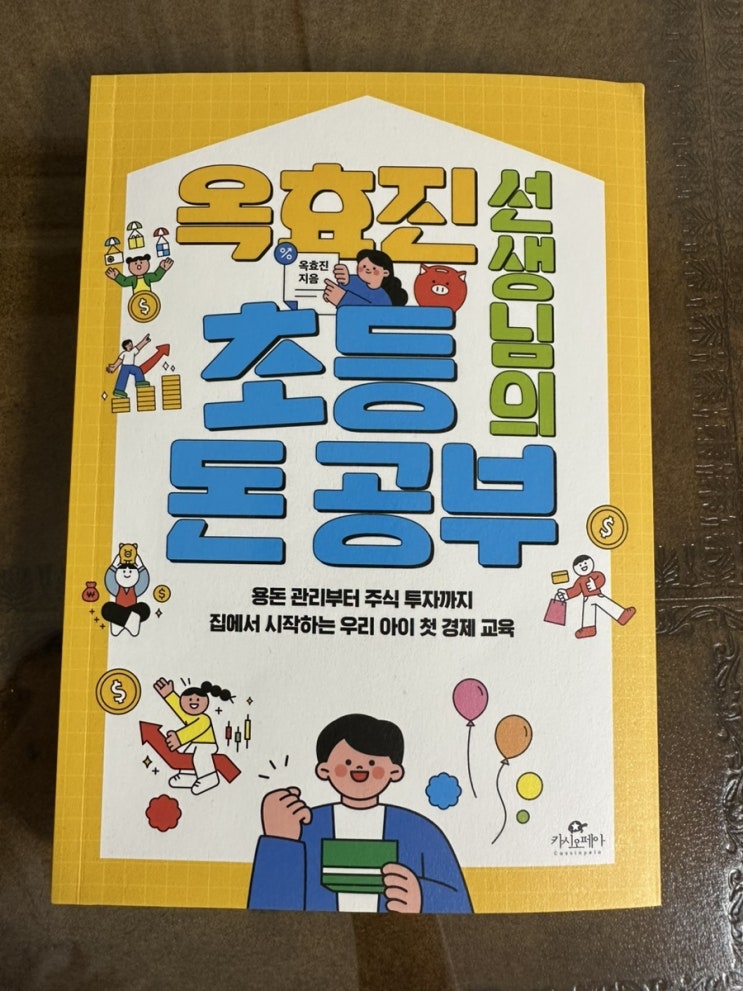 옥효진
선생님의
%
옥효진
지음
초등
돈 공부
용돈 관리부터 주식 투자까지
집에서 시작하는 우리 아이 첫 경제 교육
$
$
$
₩
$
$
카시오페아
Cassiopeia